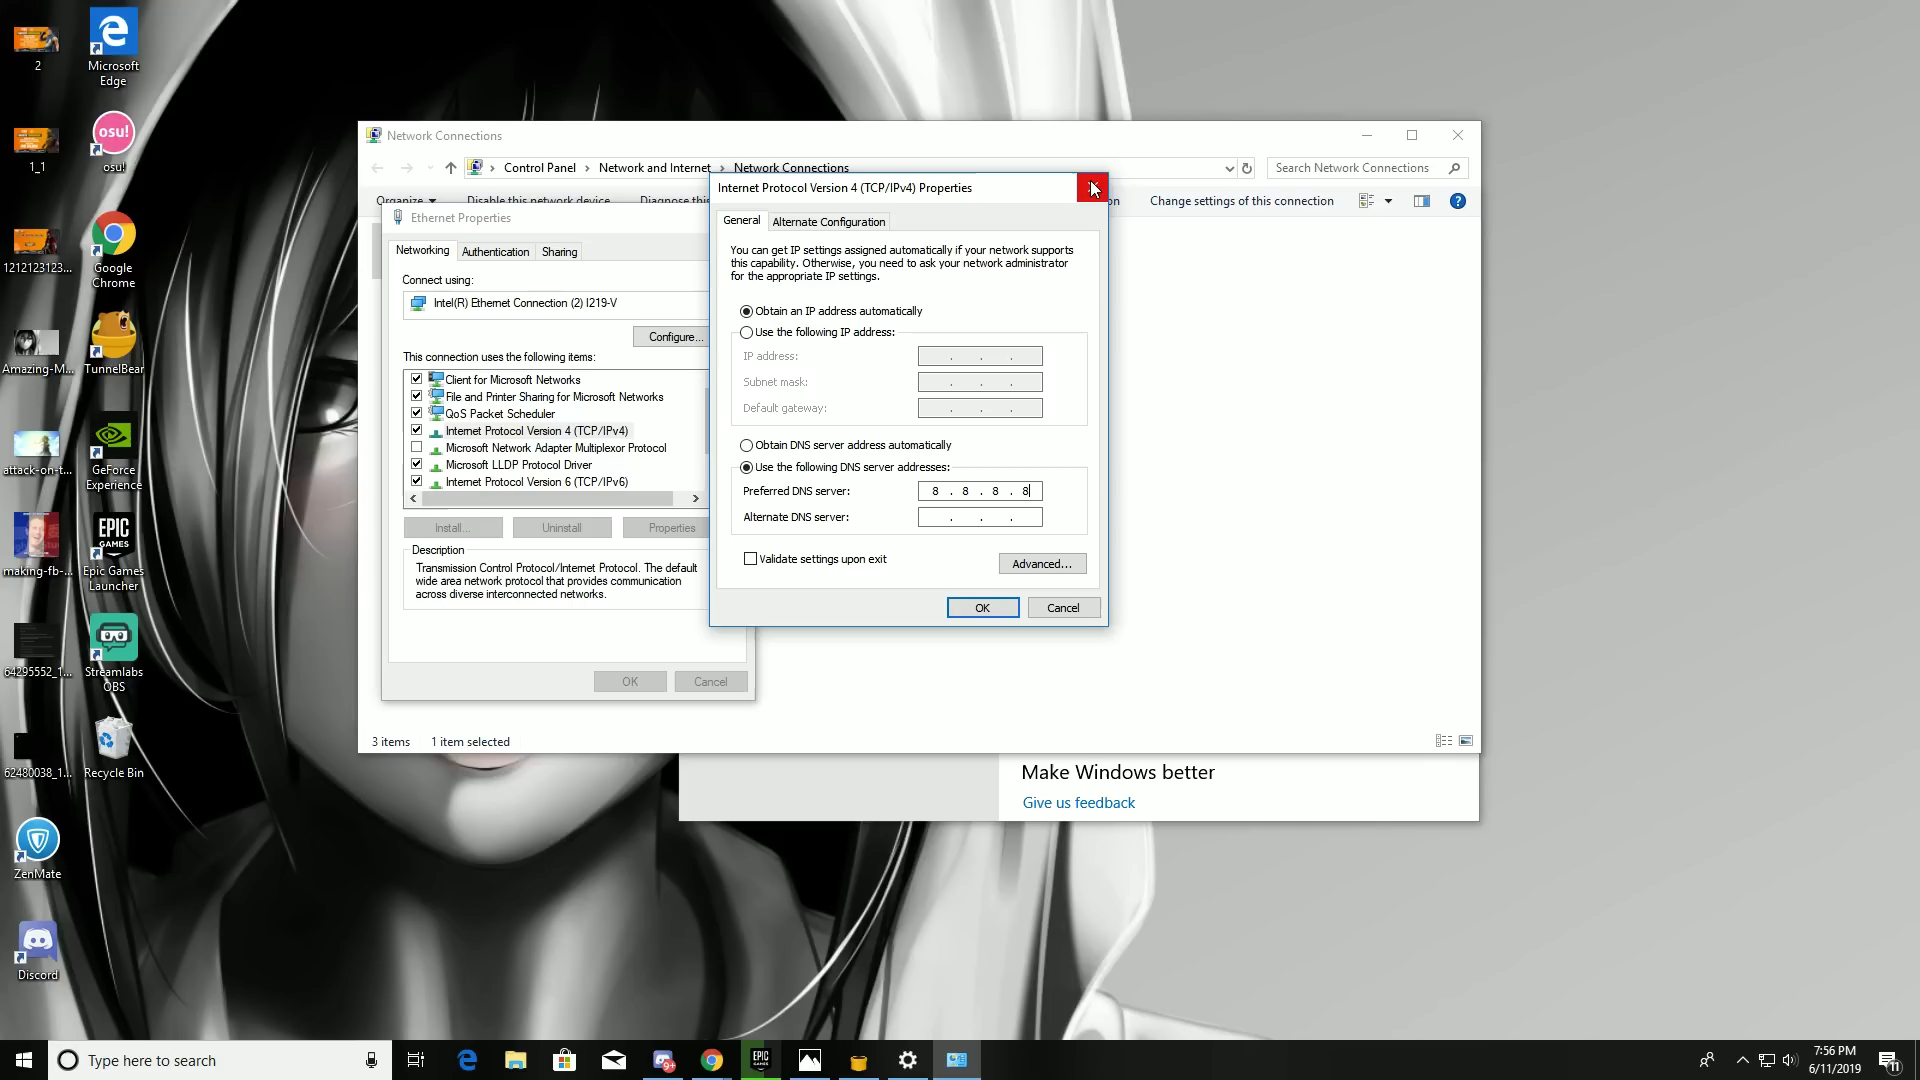 2
Microsoft
Edge
1_1
osu!
osu!
1212123123...
Google
Chrome
Amazing-M...
TunnelBear
attack-on-t...
GeForce
Experience
making-fb-...
EPIC
GAMES
Epic Games
Launcher
64295552_1...
Streamlabs
OBS
62480038_1...
Recycle Bin
ZenMate
Discord
Network Connections
Control Panel > Network and Internet > Network Connections
Search Network Connections
Organize
Disable this network device
Diagnose this
Change settings of this connection
Ethernet Properties
Networking
Authentication
Sharing
Connect using:
Intel(R) Ethernet Connection (2) I219-V
Configure...
This connection uses the following items:
Client for Microsoft Networks
File and Printer Sharing for Microsoft Networks
QoS Packet Scheduler
Internet Protocol Version 4 (TCP/IPv4)
Microsoft Network Adapter Multiplexor Protocol
Microsoft LLDP Protocol Driver
Internet Protocol Version 6 (TCP/IPv6)
Install...
Uninstall
Properties
Description
Transmission Control Protocol/Internet Protocol. The default
wide area network protocol that provides communication
across diverse interconnected networks.
OK
Cancel
Internet Protocol Version 4 (TCP/IPv4) Properties
General
Alternate Configuration
You can get IP settings assigned automatically if your network supports
this capability. Otherwise, you need to ask your network administrator
for the appropriate IP settings.
Obtain an IP address automatically
Use the following IP address:
IP address:
Subnet mask:
Default gateway:
Obtain DNS server address automatically
Use the following DNS server addresses:
Preferred DNS server: 8 . 8 . 8 . 8
Alternate DNS server: . . .
Validate settings upon exit
Advanced...
OK
Cancel
3 items
1 item selected
Make Windows better
Give us feedback
Type here to search
9+
EPIC
GAMES
7:56 PM
6/11/2019
11